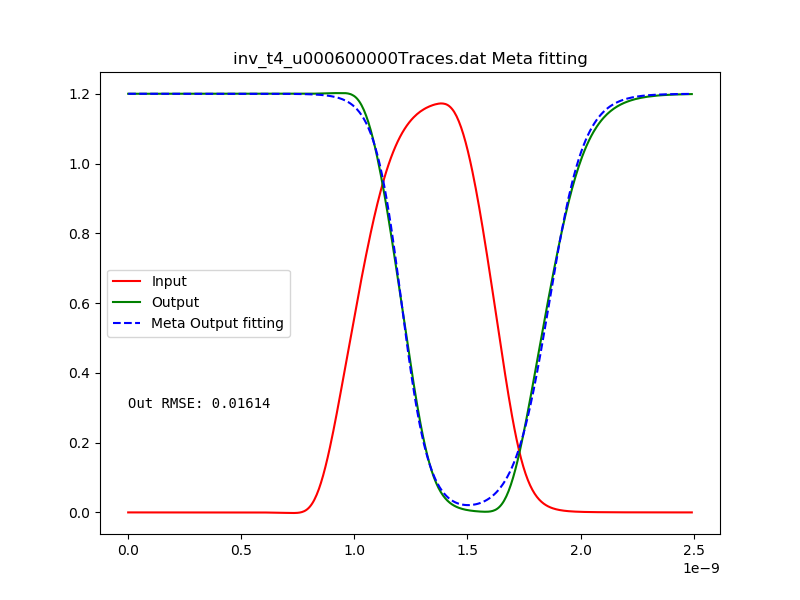 inv_t4_u000600000Traces.dat Meta fitting
1.2
1.0
0.8
0.6
0.4
0.2
0.0
Input
Output
Meta Output fitting
Out RMSE: 0.01614
0.0 0.5 1.0 1.5 2.0 2.5
1e−9